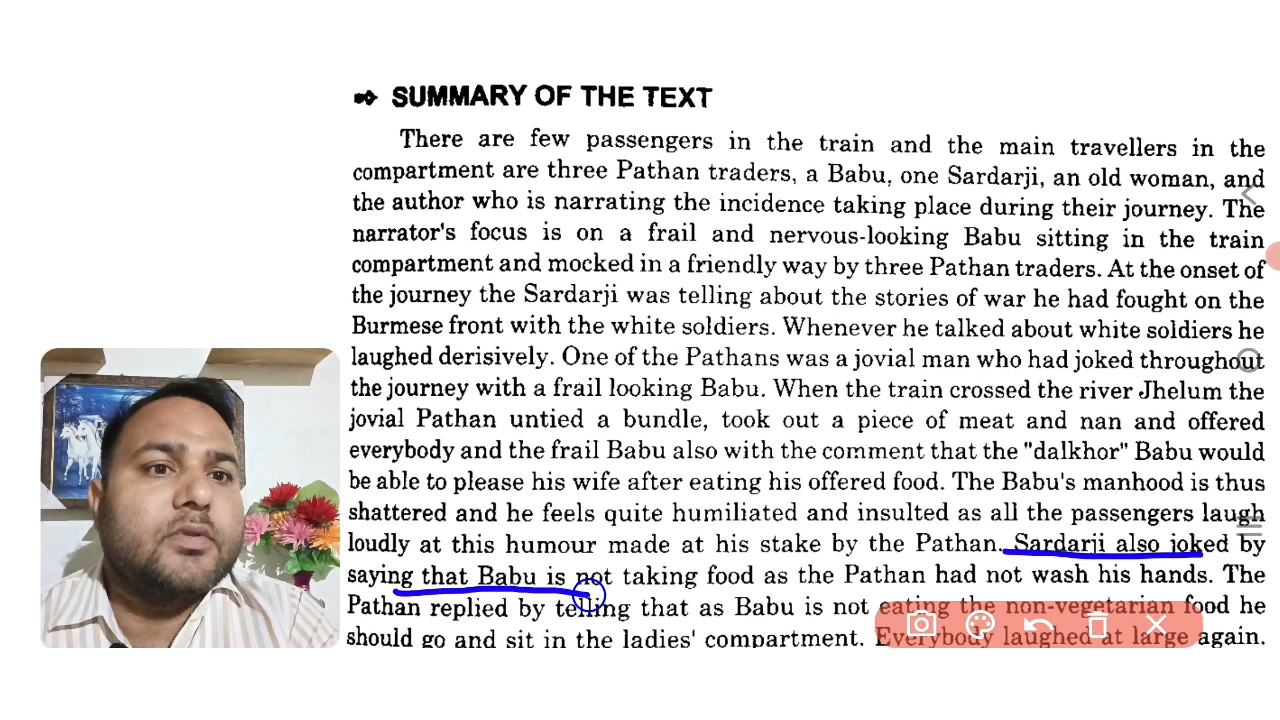 SUMMARY OF THE TEXT
There are few passengers in the train and the main travellers in the
compartment are three Pathan traders, a Babu, one Sardarji, an old woman, and
the author who is narrating the incidence taking place during their journey. The
narrator's focus is on a frail and nervous-looking Babu sitting in the train
compartment and mocked in a friendly way by three Pathan traders. At the onset of
the journey the Sardarji was telling about the stories of war he had fought on the
Burmese front with the white soldiers. Whenever he talked about white soldiers he
laughed derisively. One of the Pathans was a jovial man who had joked throughout
the journey with a frail looking Babu. When the train crossed the river Jhelum the
jovial Pathan untied a bundle, took out a piece of meat and nan and offered
everybody and the frail Babu also with the comment that the "dalkhor" Babu would
be able to please his wife after eating his offered food. The Babu's manhood is thus
shattered and he feels quite humiliated and insulted as all the passengers laugh
loudly at this humour made at his stake by the Pathan. Sardarji also joked by
saying that Babu is not taking food as the Pathan had not wash his hands. The
Pathan replied by telling that as Babu is not eating the non-vegetarian food he
should go and sit in the ladies' compartment. Everybody laughed at large again.